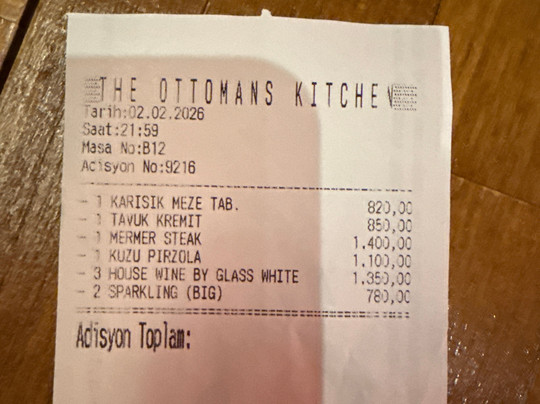 THE OTTOMANS KITCHEN
Tarih:02.02.2026
Saat:21:59
Masa No:B12
Adisyon No:9216
- 1 KARISIK MEZE TAB. 820,00
- 1 TAVUK KREMIT 850,00
- 1 MERMER STEAK 1.400,00
- 1 KUZU PIRZOLA 1.100,00
- 3 HOUSE WINE BY GLASS WHITE 1.350,00
- 2 SPARKLING (BIG) 780,00
Adisyon Toplam: